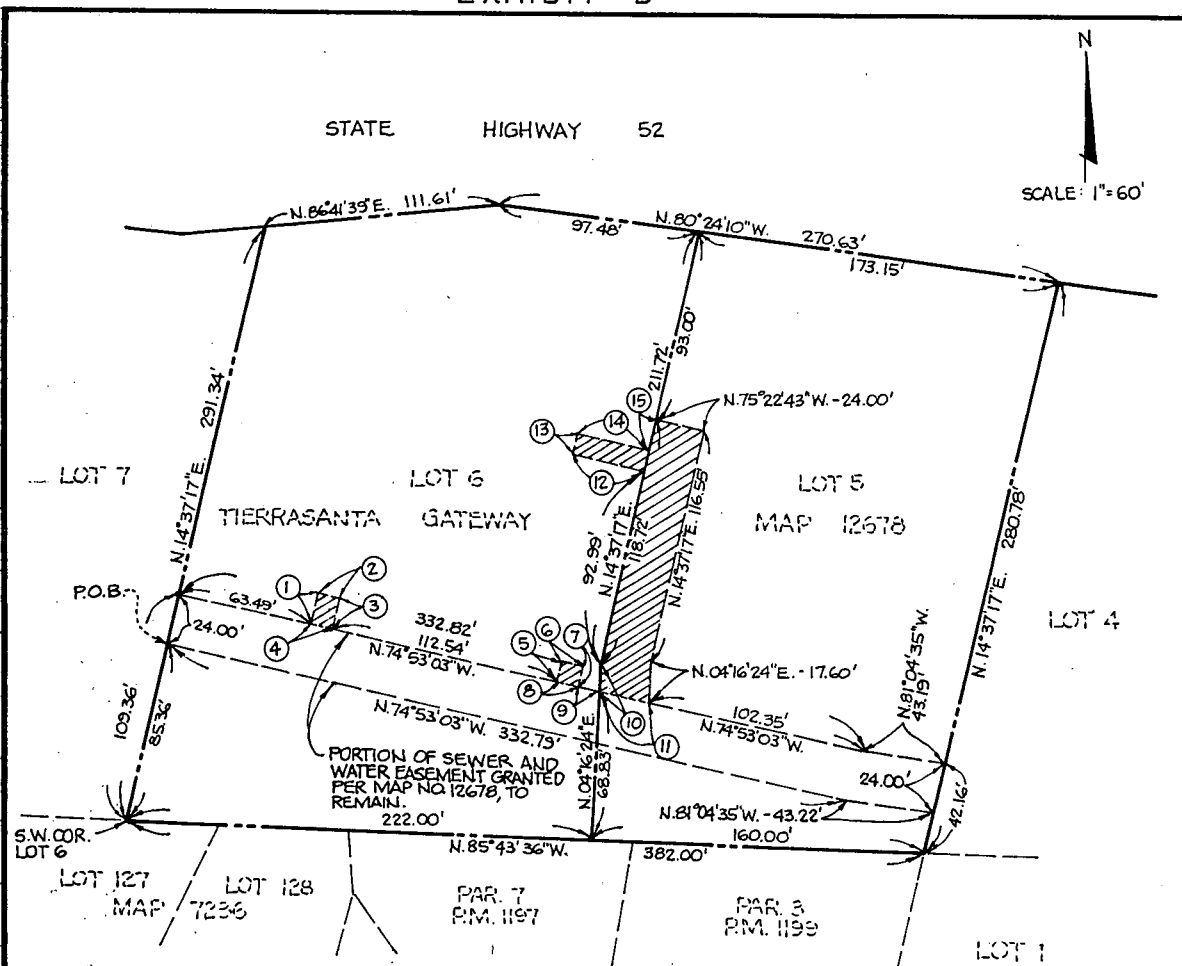 N
STATE HIGHWAY 52
SCALE: 1"=60'
N.86°41'39"E. 111.61'
N.80°24'10"W.
97.48'
270.63'
173.15'
93.00'
211.72'
291.34'
N.14°37'17"E.
15
N.75°22'43"W.-24.00'
13
14
12
LOT 7
LOT 6
LOT 5
TIERRASANTA GATEWAY
MAP 12678
N.14°37'17"E. 116.55'
N.14°37'17"E.
118.72'
92.99'
280.78'
N.14°37'17"E.
P.O.B.
1
2
3
4
63.49'
24.00'
332.82'
112.54'
N.74°53'03"W.
5
6
7
8
9
10
11
LOT 4
N.04°16'24"E.-17.60'
N.81°04'35"W.
43.19'
102.35'
N.74°53'03"W.
109.36'
85.36'
N.74°53'03"W. 332.79'
N.04°16'24"E.
68.83'
24.00'
42.16'
PORTION OF SEWER AND
WATER EASEMENT GRANTED
PER MAP NO. 12678, TO
REMAIN.
N.81°04'35"W.-43.22'
222.00'
160.00'
N.85°43'36"W.
382.00'
S.W. COR.
LOT 6
LOT 127
MAP 7236
LOT 128
PAR. 7
P.M. 1197
PAR. 3
P.M. 1199
LOT 1